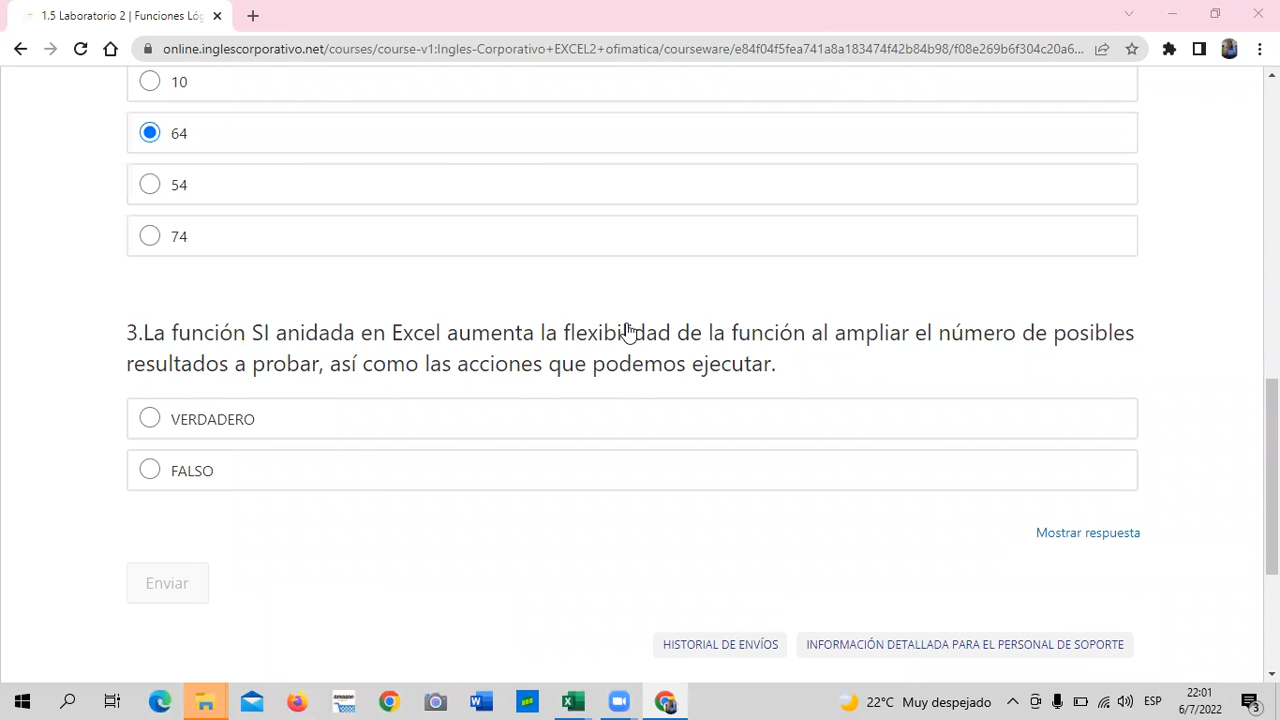 1.5 Laboratorio 2 | Funciones Lóg
online.inglescorporativo.net/courses/course-v1:Ingles-Corporativo+EXCEL2+ofimatica/courseware/e84f04f5fea741a8a183474f42b84b98/f08e269b6f304c20a6...
10
64
54
74
3.La función SI anidada en Excel aumenta la flexibilidad de la función al ampliar el número de posibles
resultados a probar, así como las acciones que podemos ejecutar.
VERDADERO
FALSO
Mostrar respuesta
Enviar
HISTORIAL DE ENVÍOS
INFORMACIÓN DETALLADA PARA EL PERSONAL DE SOPORTE
amazon
22°C Muy despejado
ESP
22:01
6/7/2022
3